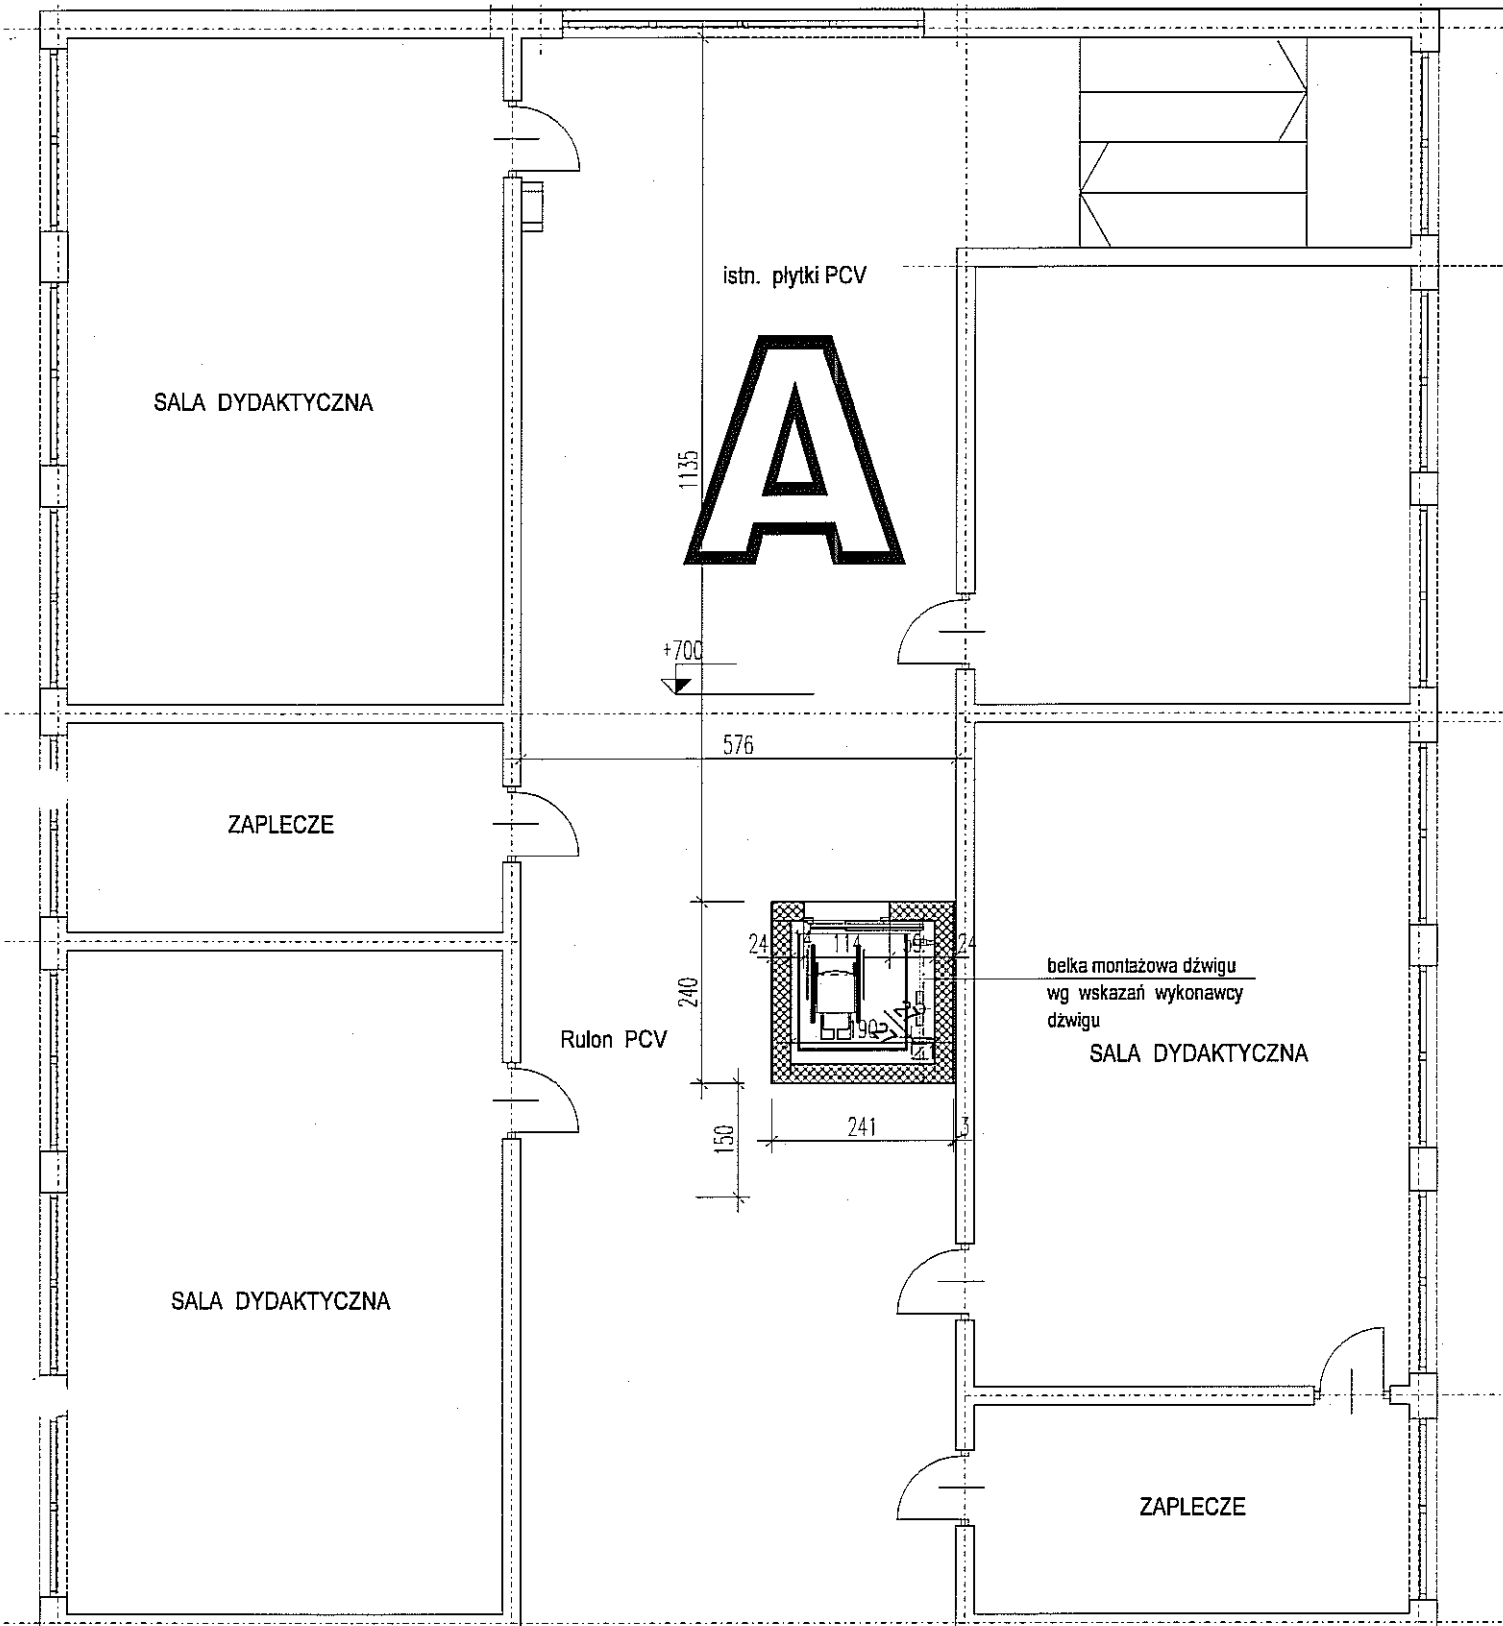 istn. płytki PCV
SALA DYDAKTYCZNA
A
1135
+700
576
ZAPLECZE
24
114
24
240
190
belka montażowa dźwigu
wg wskazań wykonawcy
dźwigu
Rulon PCV
SALA DYDAKTYCZNA
241
3
150
SALA DYDAKTYCZNA
ZAPLECZE